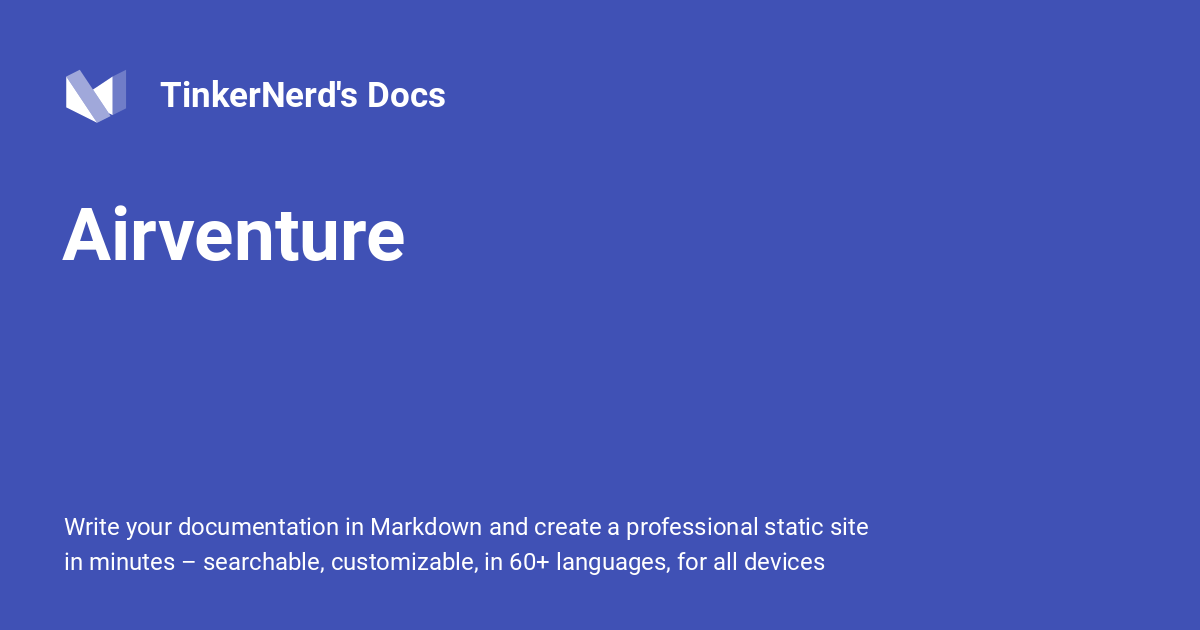 TinkerNerd's Docs
Airventure
Write your documentation in Markdown and create a professional static site
in minutes – searchable, customizable, in 60+ languages, for all devices